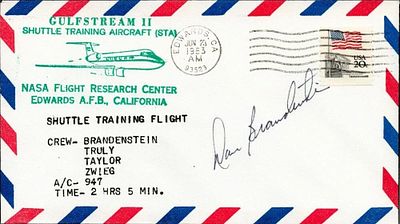 GULFSTREAM II
SHUTTLE TRAINING AIRCRAFT (STA)
NASA FLIGHT RESEARCH CENTER
EDWARDS A.F.B., CALIFORNIA
EDWARDS, CA
JUN
1983
AM
93523
USA
20c
SHUTTLE TRAINING FLIGHT
CREW- BRANDENSTEIN
TRULY
TAYLOR
ZWIEG
A/C- 947
TIME- 2 HRS 5 MIN.
Dan Brandenstein